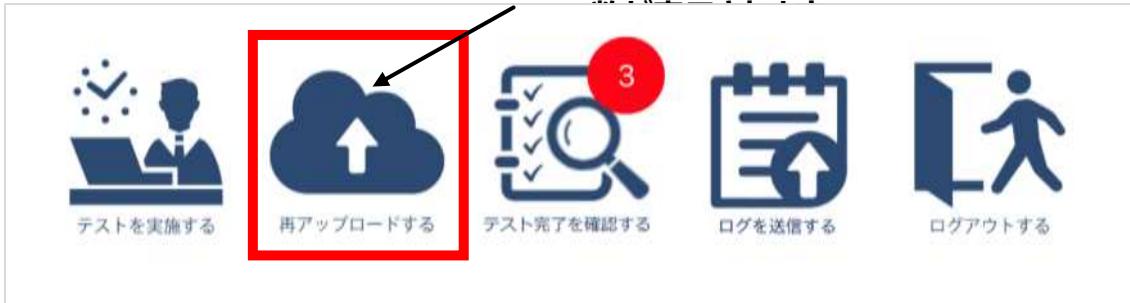 3
テストを実施する
再アップロードする
テスト完了を確認する
ログを送信する
ログアウトする